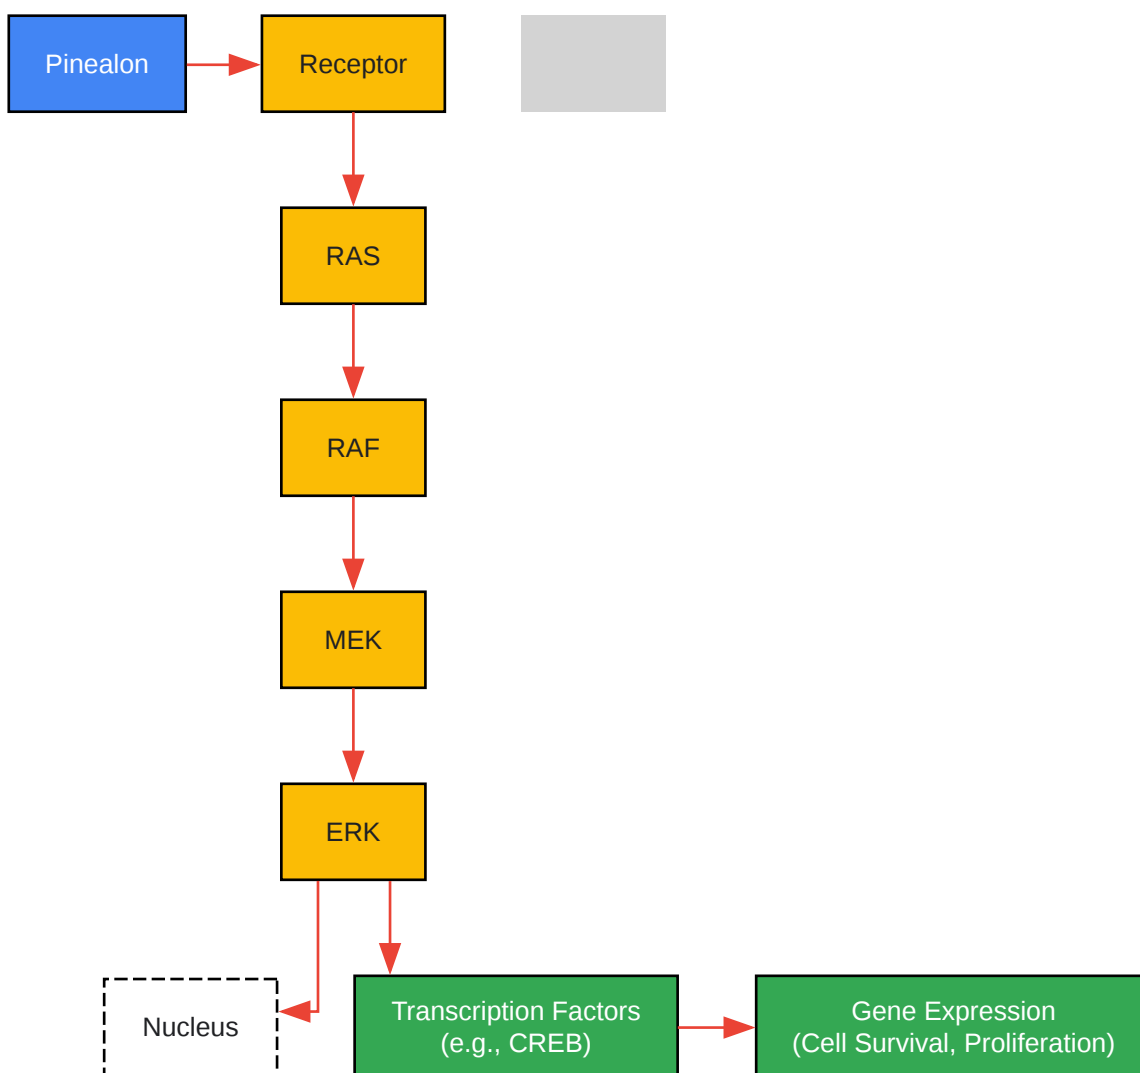 Pinealon
Receptor
RAS
RAF
MEK
ERK
Nucleus
Transcription Factors
(e.g., CREB)
Gene Expression
(Cell Survival, Proliferation)